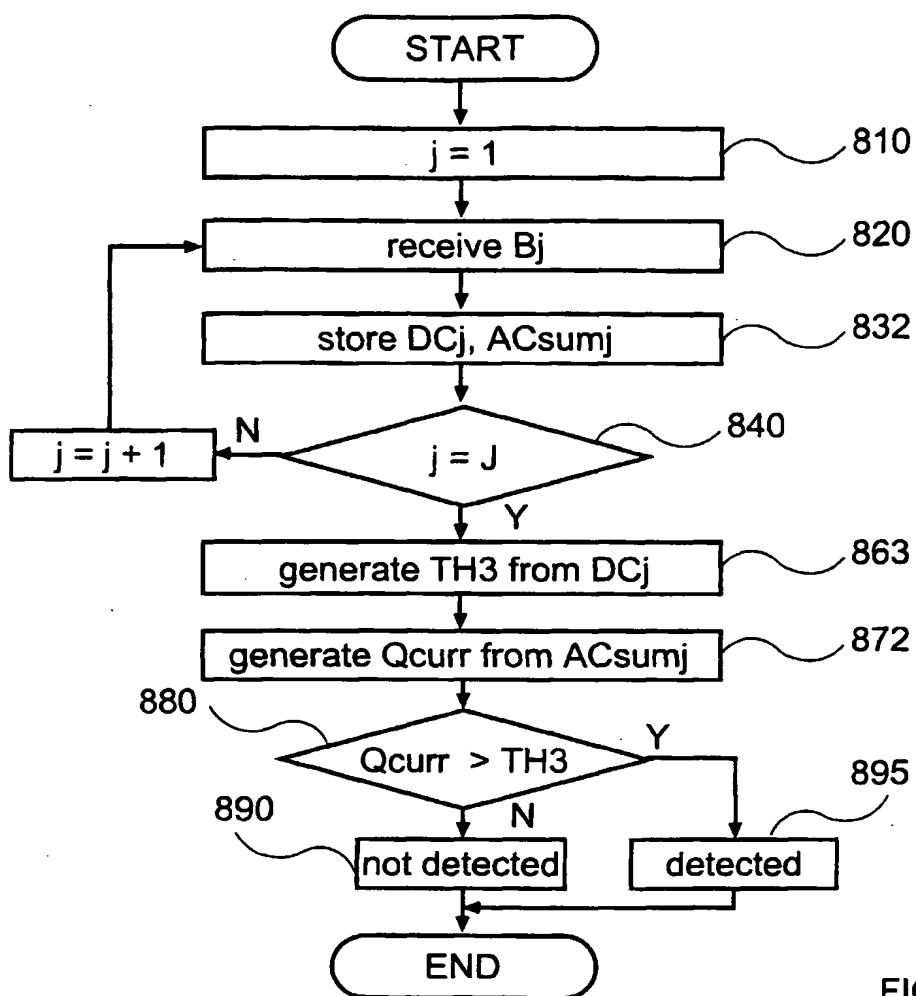 START
j = 1
810
receive Bj
820
store DCj, ACsumj
832
j = J
840
N
j = j + 1
Y
generate TH3 from DCj
863
generate Qcurr from ACsumj
872
880
Qcurr > TH3
Y
N
890
895
not detected
detected
END